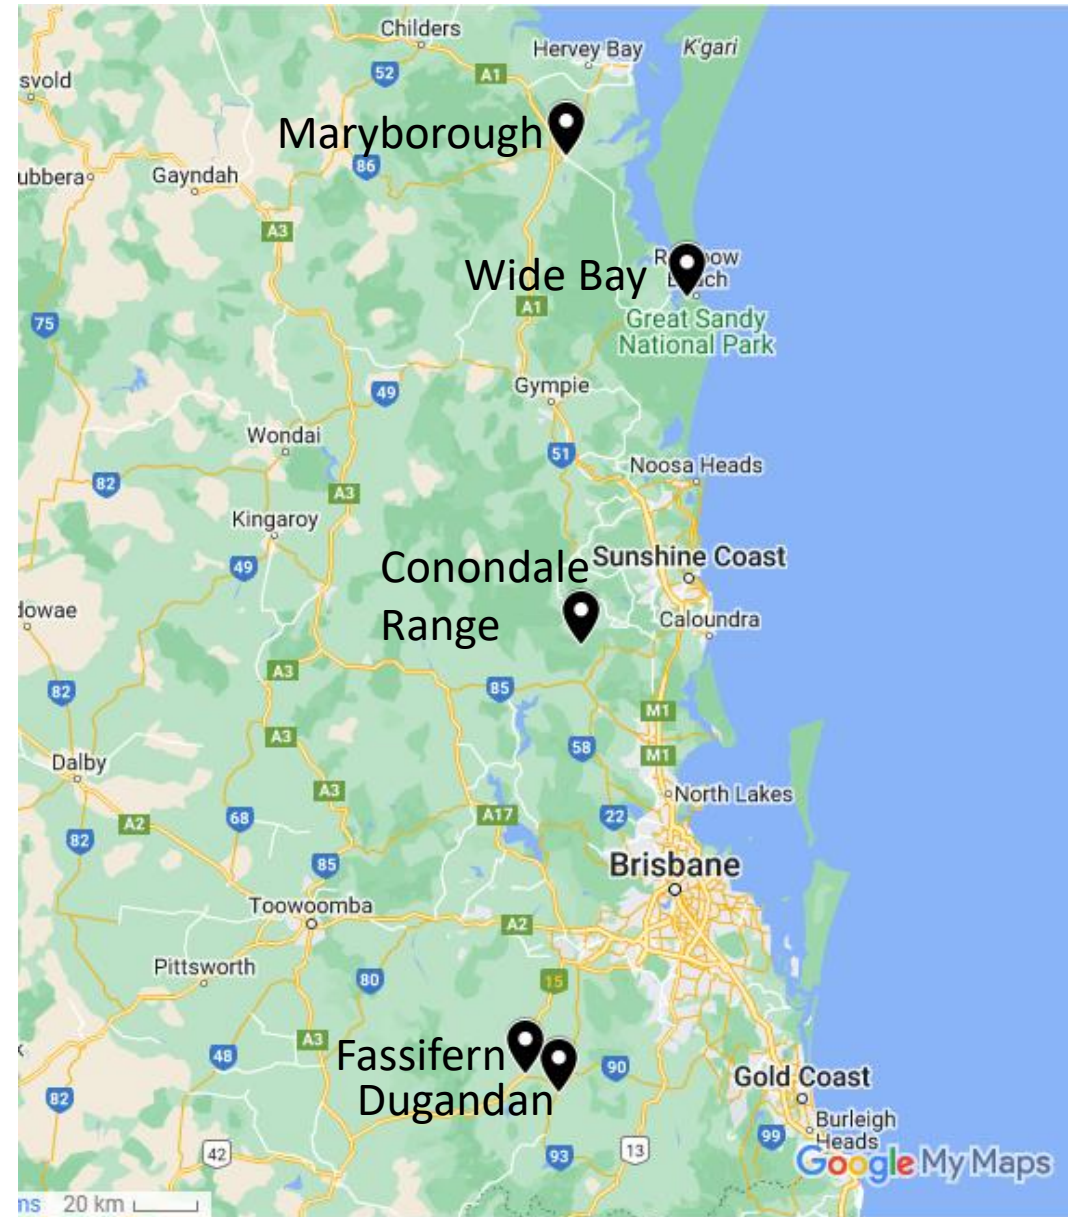 Childers
Hervey Bay
K'gari
52
A1
svold
Maryborough
86
ubbera
Gayndah
A3
Wide Bay
A1
Great Sandy
National Park
75
Gympie
49
Wondai
51
Noosa Heads
82
A3
Kingaroy
49
Conondale
Range
Sunshine Coast
dowae
Caloundra
A3
82
85
M1
A3
58
M1
Dalby
A3
North Lakes
A2
68
A17
22
82
85
Brisbane
Toowoomba
A2
Pittsworth
80
15
A3
48
Fassifern
Dugandan
90
82
Gold Coast
Burleigh
Heads
99
42
93
13
Google My Maps
ms
20 km